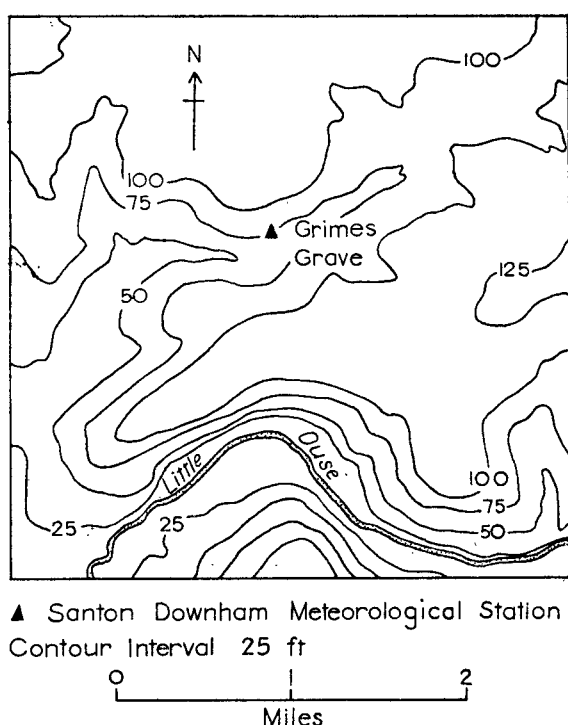 100
N
100
75
Grimes
Grave
125
50
Little
Ouse
100
75
50
25
25
▲ Santon Downham Meteorological Station
Contour Interval 25 ft
0 1 2
Miles